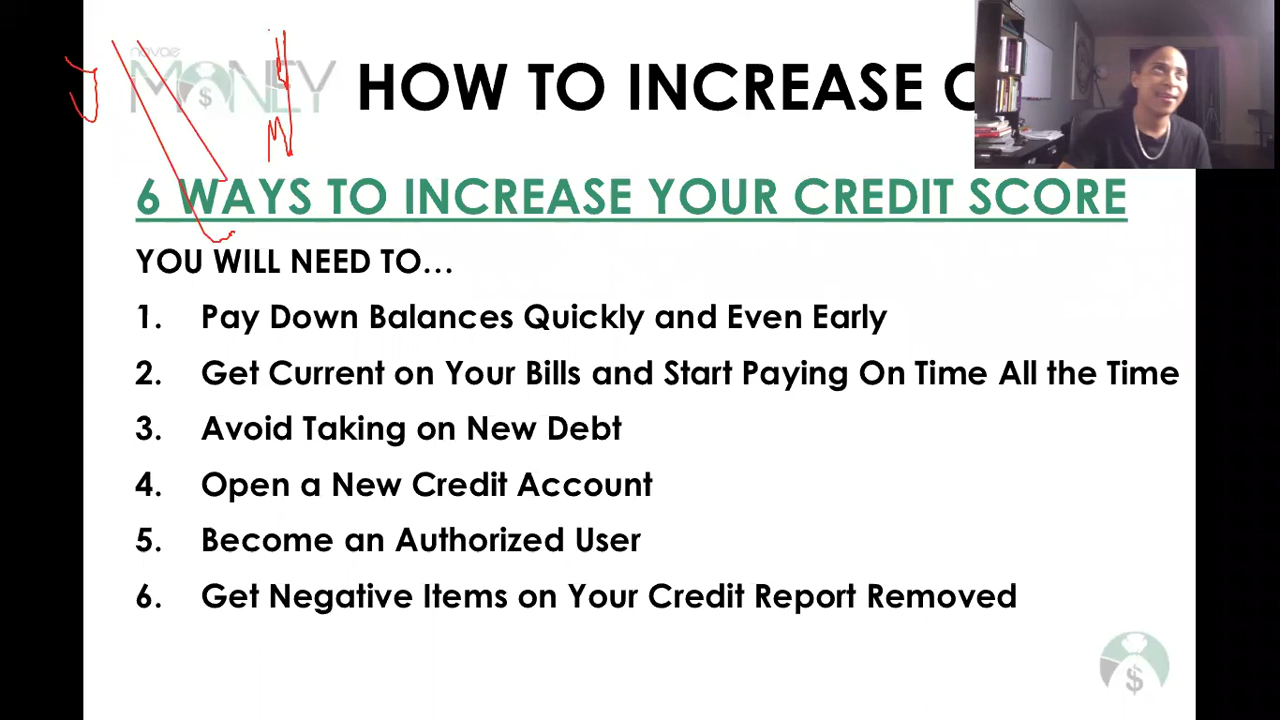 novae
MONEY
HOW TO INCREASE
6 WAYS TO INCREASE YOUR CREDIT SCORE
YOU WILL NEED TO…
1. Pay Down Balances Quickly and Even Early
2. Get Current on Your Bills and Start Paying On Time All the Time
3. Avoid Taking on New Debt
4. Open a New Credit Account
5. Become an Authorized User
6. Get Negative Items on Your Credit Report Removed